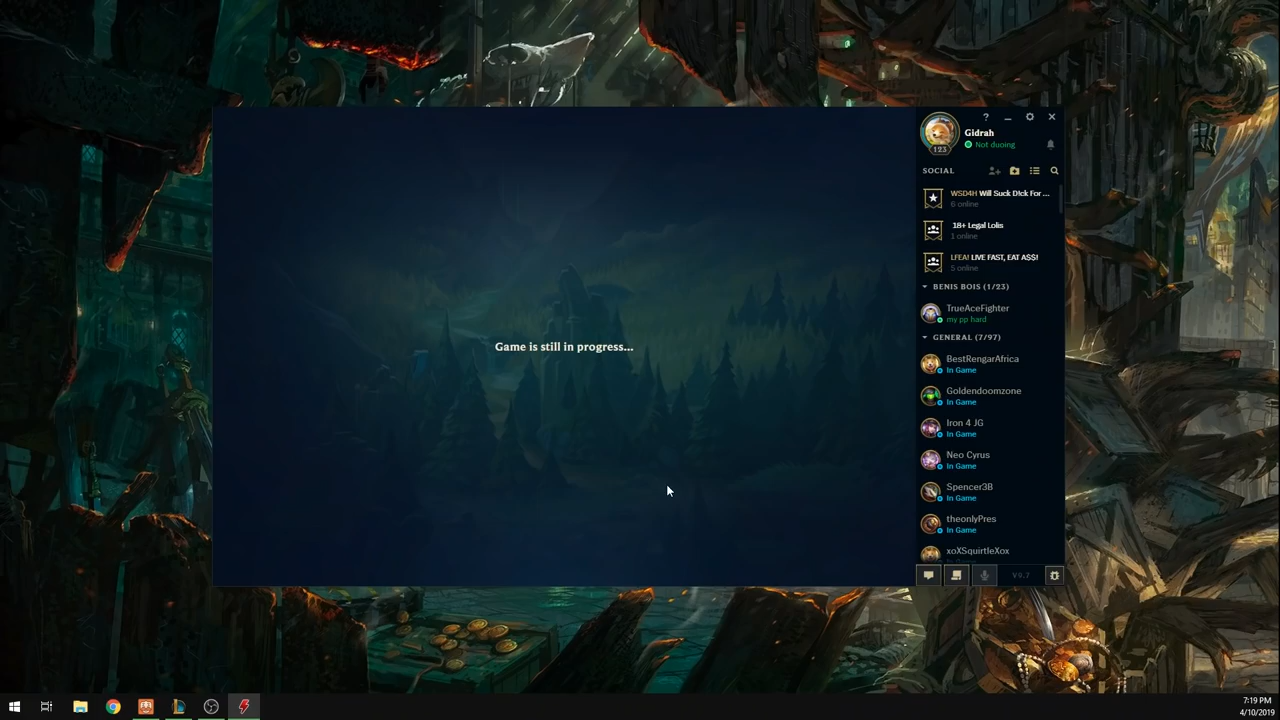 Gidrah
123
Not duoing
SOCIAL
WSD4H Will Suck D!ck For ...
6 online
18+ Legal Lolis
1 online
LFEA! LIVE FAST, EAT A$$!
5 online
BENIS BOIS (1/23)
TrueAceFighter
my pp hard
GENERAL (7/97)
Game is still in progress...
BestRengarAfrica
In Game
Goldendoomzone
In Game
Iron 4 JG
In Game
Neo Cyrus
In Game
Spencer3B
In Game
theonlyPres
In Game
xoXSquirtleXox
V9.7
7:19 PM
4/10/2019